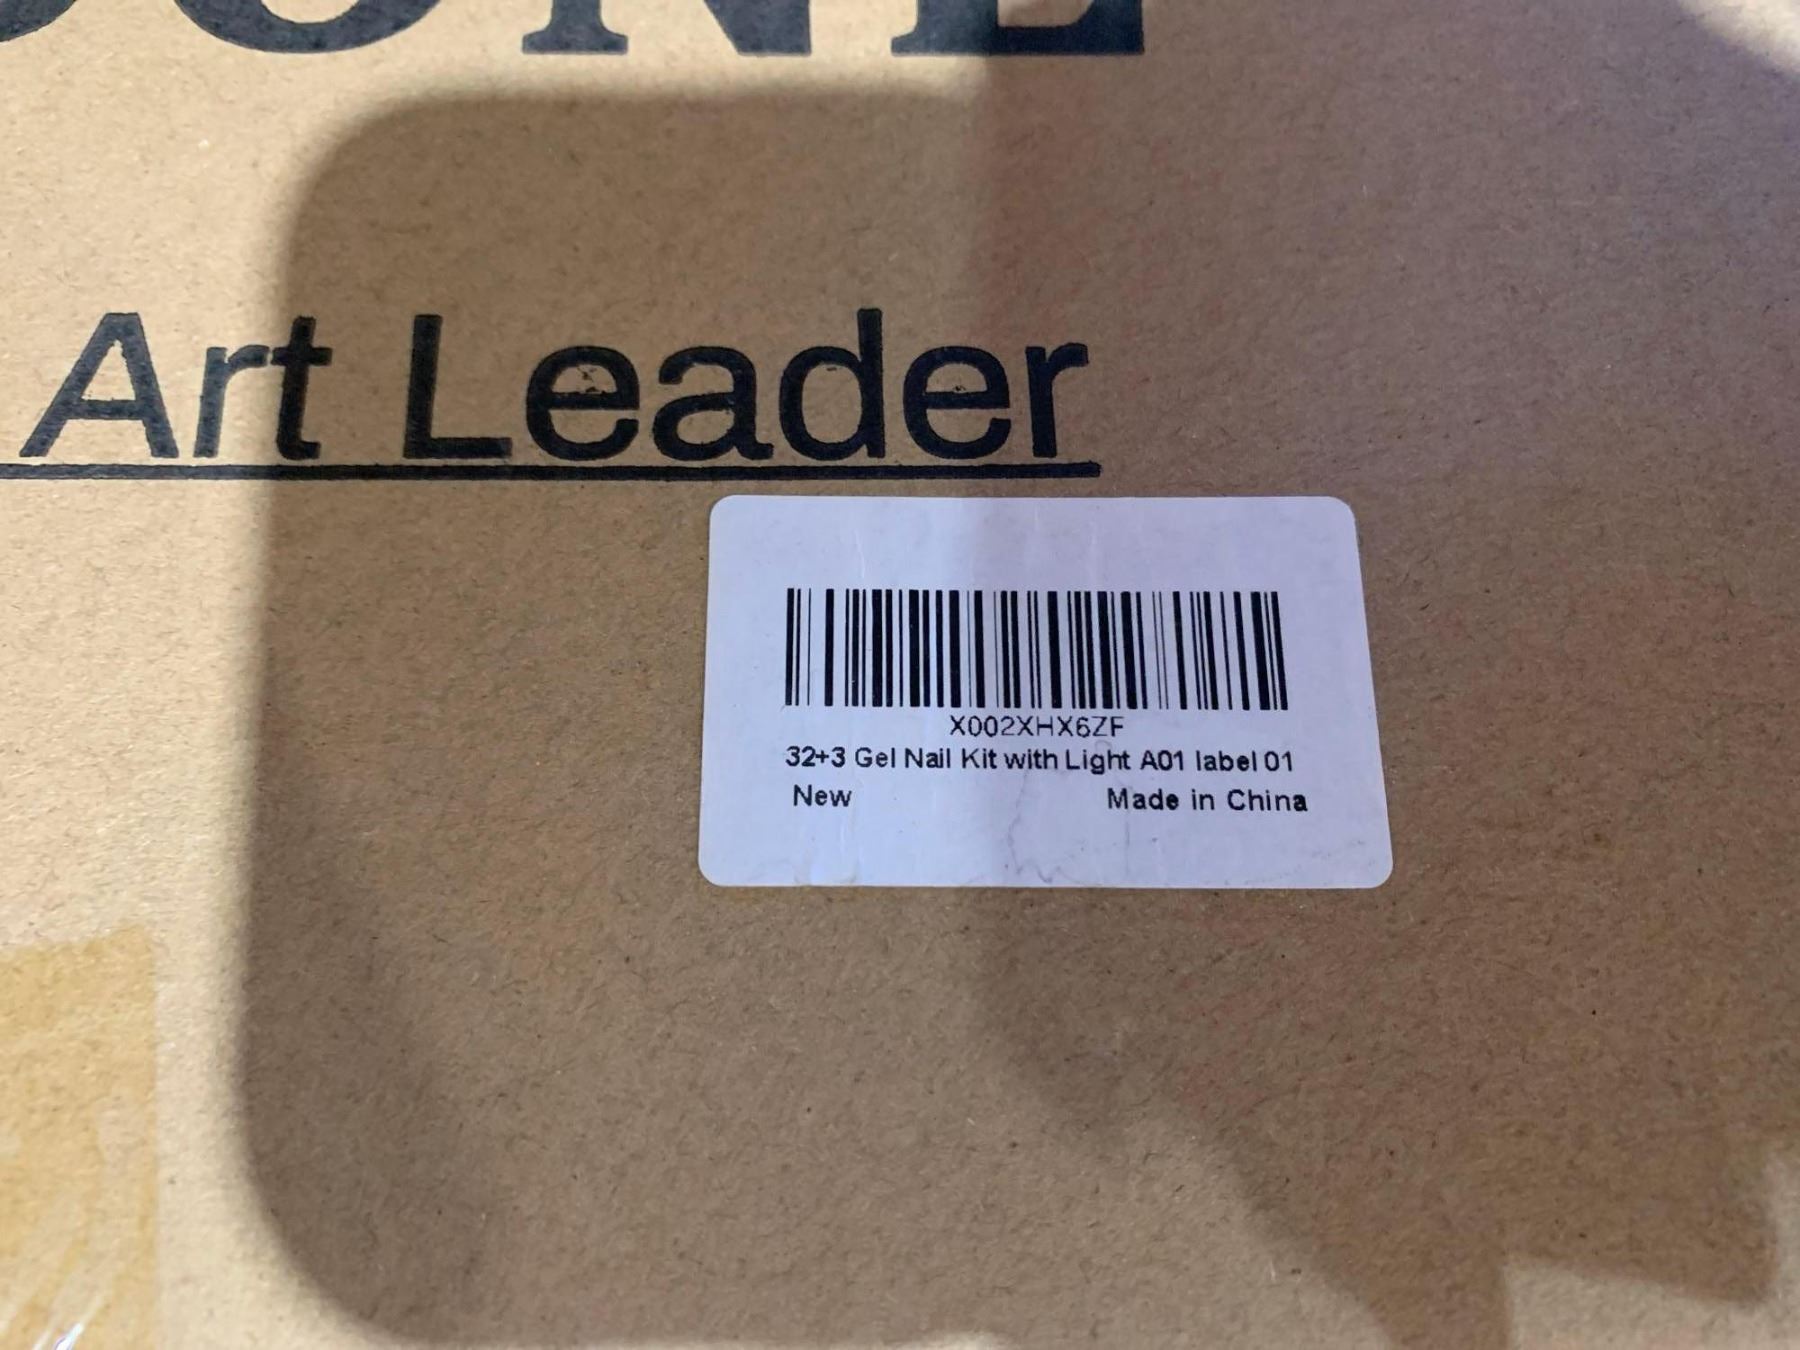 Art Leader
X002XHX6ZF
32+3 Gel Nail Kit with Light A01 label 01
New Made in China